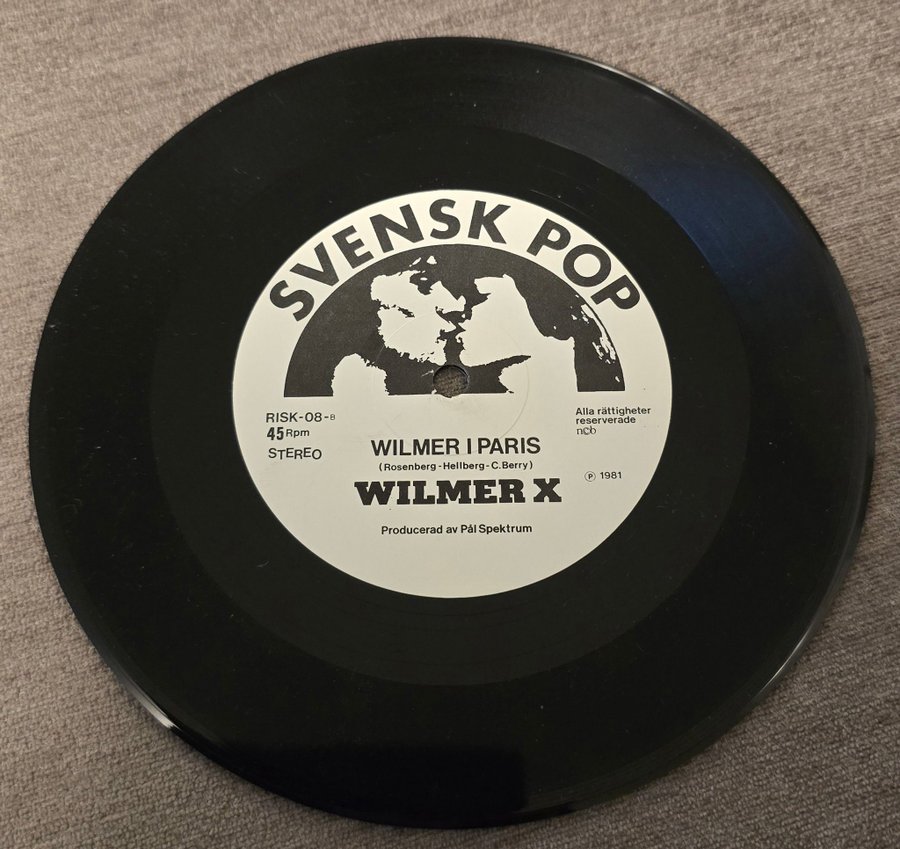 SVENSK POP
RISK-08-B
45 Rpm
STEREO
Alla rättigheter
reserverade
ncb
WILMER I PARIS
(Rosenberg-Hellberg-C.Berry)
WILMER X
Ⓟ 1981
Producerad av Pål Spektrum